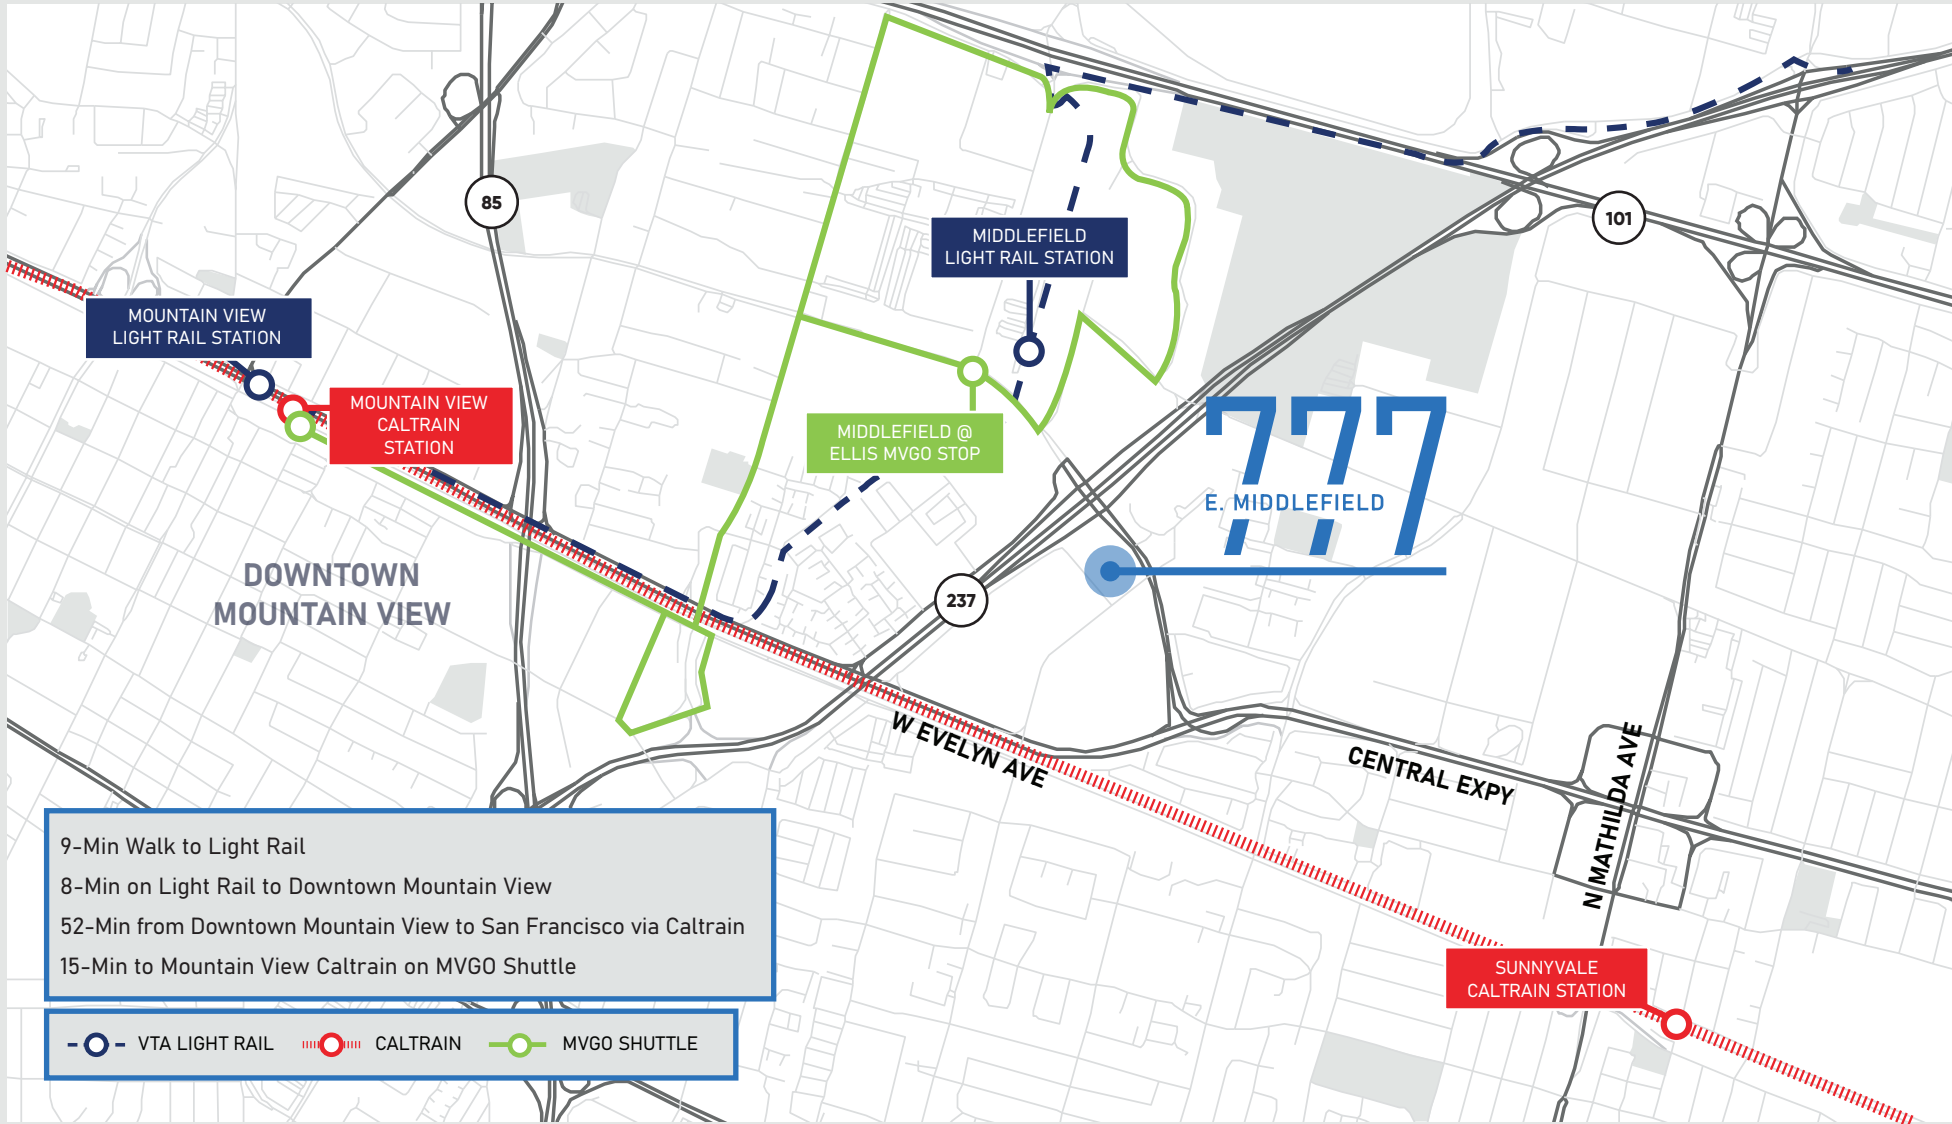 85
101
MIDDLEFIELD
LIGHT RAIL STATION
MOUNTAIN VIEW
LIGHT RAIL STATION
MOUNTAIN VIEW
CALTRAIN
STATION
MIDDLEFIELD @
ELLIS MVGO STOP
777
E. MIDDLEFIELD
237
DOWNTOWN
MOUNTAIN VIEW
W EVELYN AVE
CENTRAL EXPY
N MATHILDA AVE
9-Min Walk to Light Rail
8-Min on Light Rail to Downtown Mountain View
52-Min from Downtown Mountain View to San Francisco via Caltrain
15-Min to Mountain View Caltrain on MVGO Shuttle
SUNNYVALE
CALTRAIN STATION
VTA LIGHT RAIL
CALTRAIN
MVGO SHUTTLE